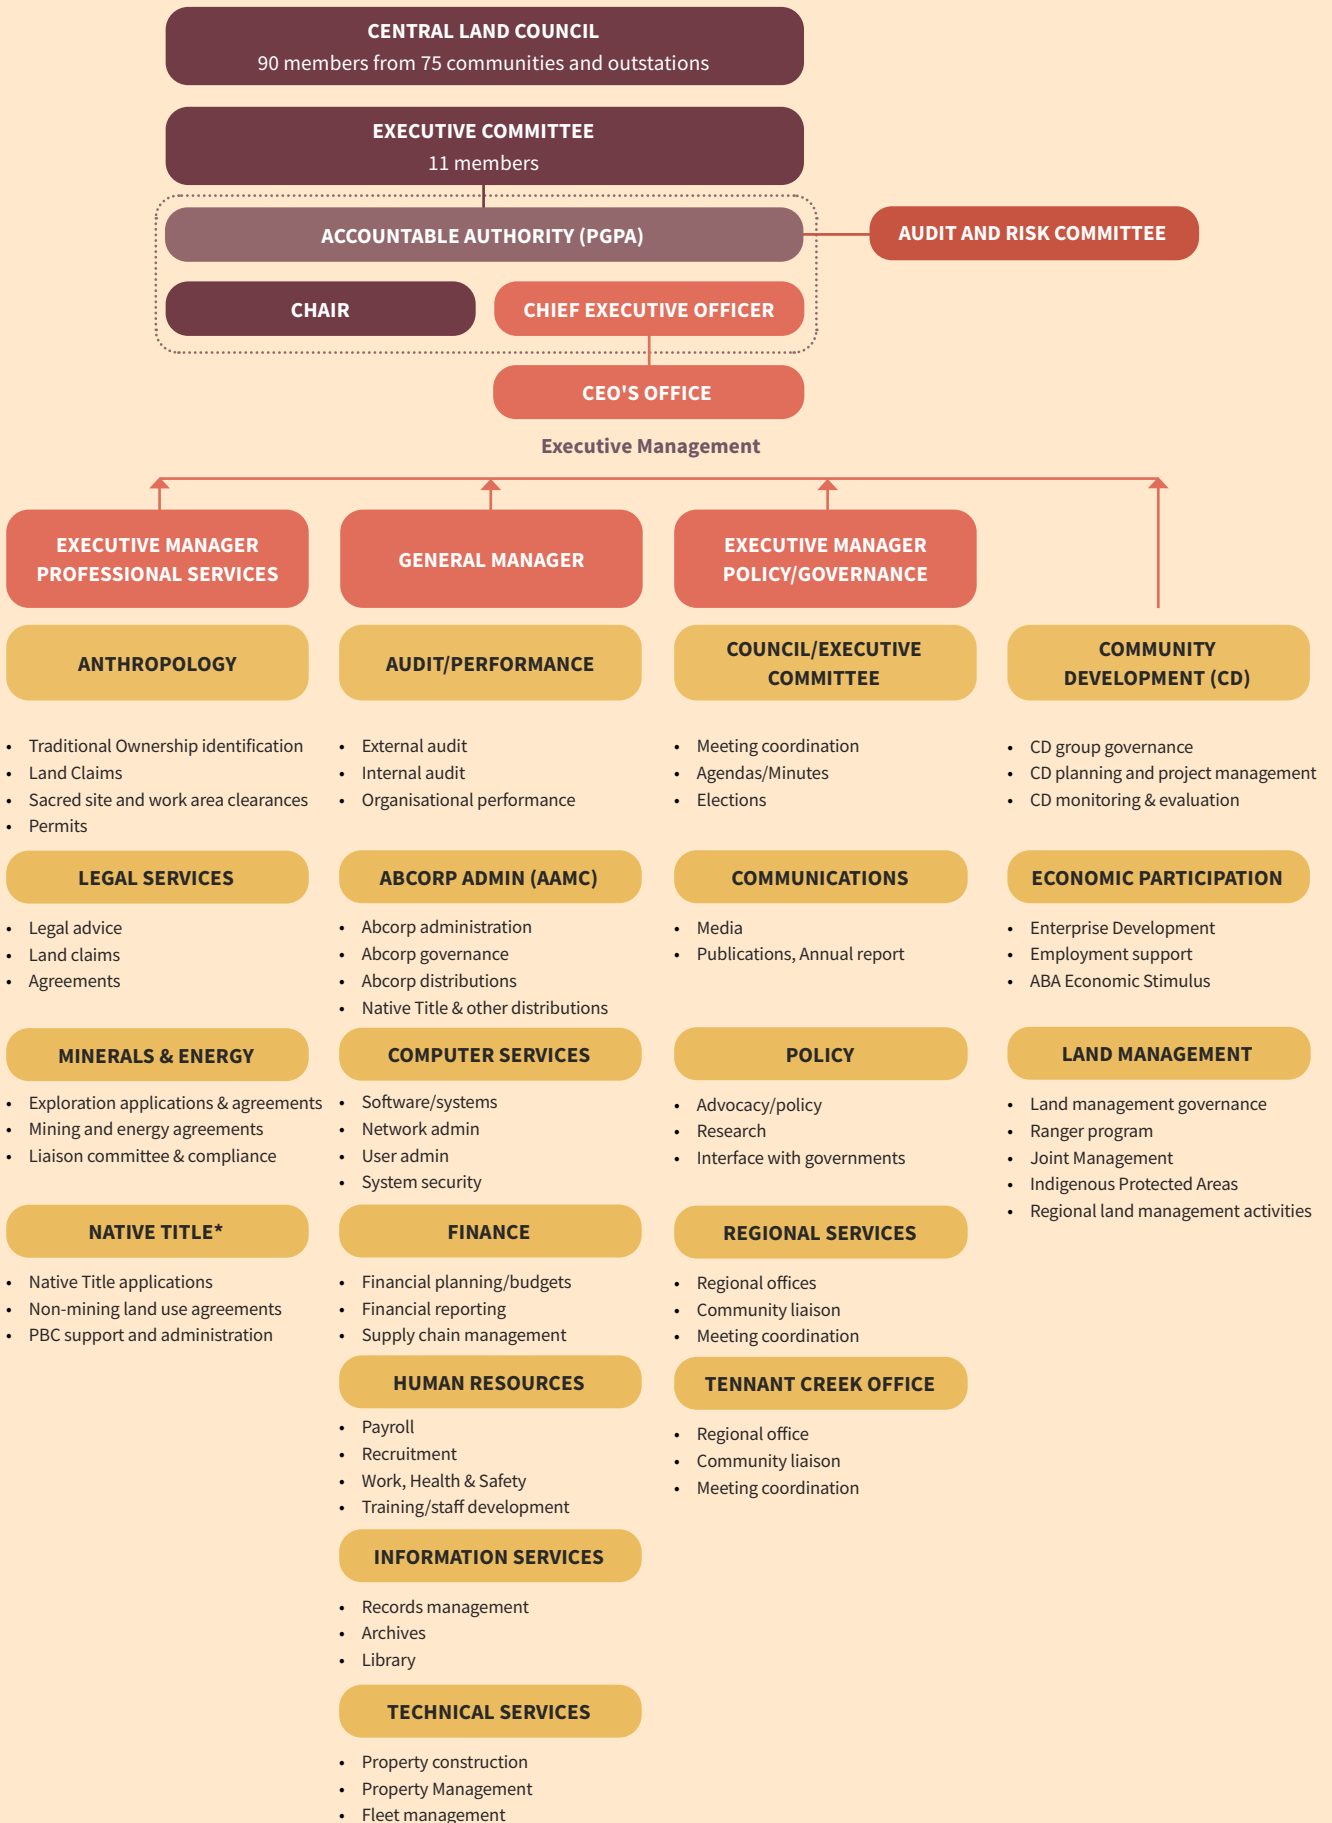 CENTRAL LAND COUNCIL
90 members from 75 communities and outstations
EXECUTIVE COMMITTEE
11 members
ACCOUNTABLE AUTHORITY (PGPA)
AUDIT AND RISK COMMITTEE
CHAIR
CHIEF EXECUTIVE OFFICER
CEO'S OFFICE
Executive Management
EXECUTIVE MANAGER
PROFESSIONAL SERVICES
ANTHROPOLOGY
• Traditional Ownership identification
• Land Claims
• Sacred site and work area clearances
• Permits
LEGAL SERVICES
• Legal advice
• Land claims
• Agreements
MINERALS & ENERGY
• Exploration applications & agreements
• Mining and energy agreements
• Liaison committee & compliance
NATIVE TITLE*
• Native Title applications
• Non-mining land use agreements
• PBC support and administration
GENERAL MANAGER
AUDIT/PERFORMANCE
• External audit
• Internal audit
• Organisational performance
ABCORP ADMIN (AAMC)
• Abcorp administration
• Abcorp governance
• Abcorp distributions
• Native Title & other distributions
COMPUTER SERVICES
• Software/systems
• Network admin
• User admin
• System security
FINANCE
• Financial planning/budgets
• Financial reporting
• Supply chain management
HUMAN RESOURCES
• Payroll
• Recruitment
• Work, Health & Safety
• Training/staff development
INFORMATION SERVICES
• Records management
• Archives
• Library
TECHNICAL SERVICES
• Property construction
• Property Management
• Fleet management
EXECUTIVE MANAGER
POLICY/GOVERNANCE
COUNCIL/EXECUTIVE
COMMITTEE
• Meeting coordination
• Agendas/Minutes
• Elections
COMMUNICATIONS
• Media
• Publications, Annual report
POLICY
• Advocacy/policy
• Research
• Interface with governments
REGIONAL SERVICES
• Regional offices
• Community liaison
• Meeting coordination
TENNANT CREEK OFFICE
• Regional office
• Community liaison
• Meeting coordination
COMMUNITY
DEVELOPMENT (CD)
• CD group governance
• CD planning and project management
• CD monitoring & evaluation
ECONOMIC PARTICIPATION
• Enterprise Development
• Employment support
• ABA Economic Stimulus
LAND MANAGEMENT
• Land management governance
• Ranger program
• Joint Management
• Indigenous Protected Areas
• Regional land management activities